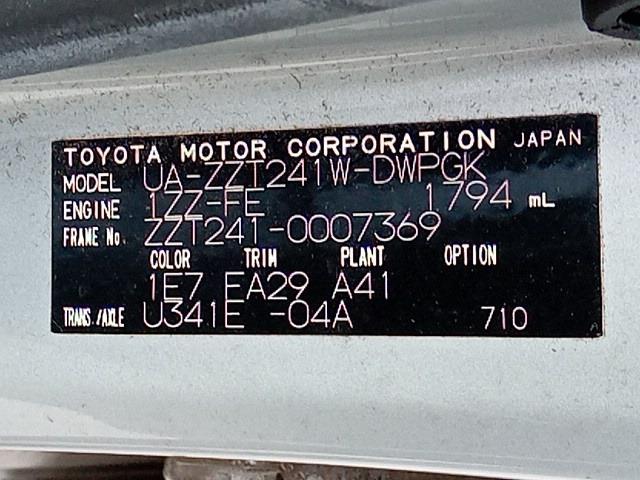 TOYOTA MOTOR CORPORATION JAPAN
MODEL UA-ZZT241W-DWPGK
ENGINE 1ZZ-FE 1794 mL
FRAME No. ZZT241-0007369
COLOR TRIM PLANT OPTION
1E7 EA29 A41
TRANS./AXLE U341E -04A 710